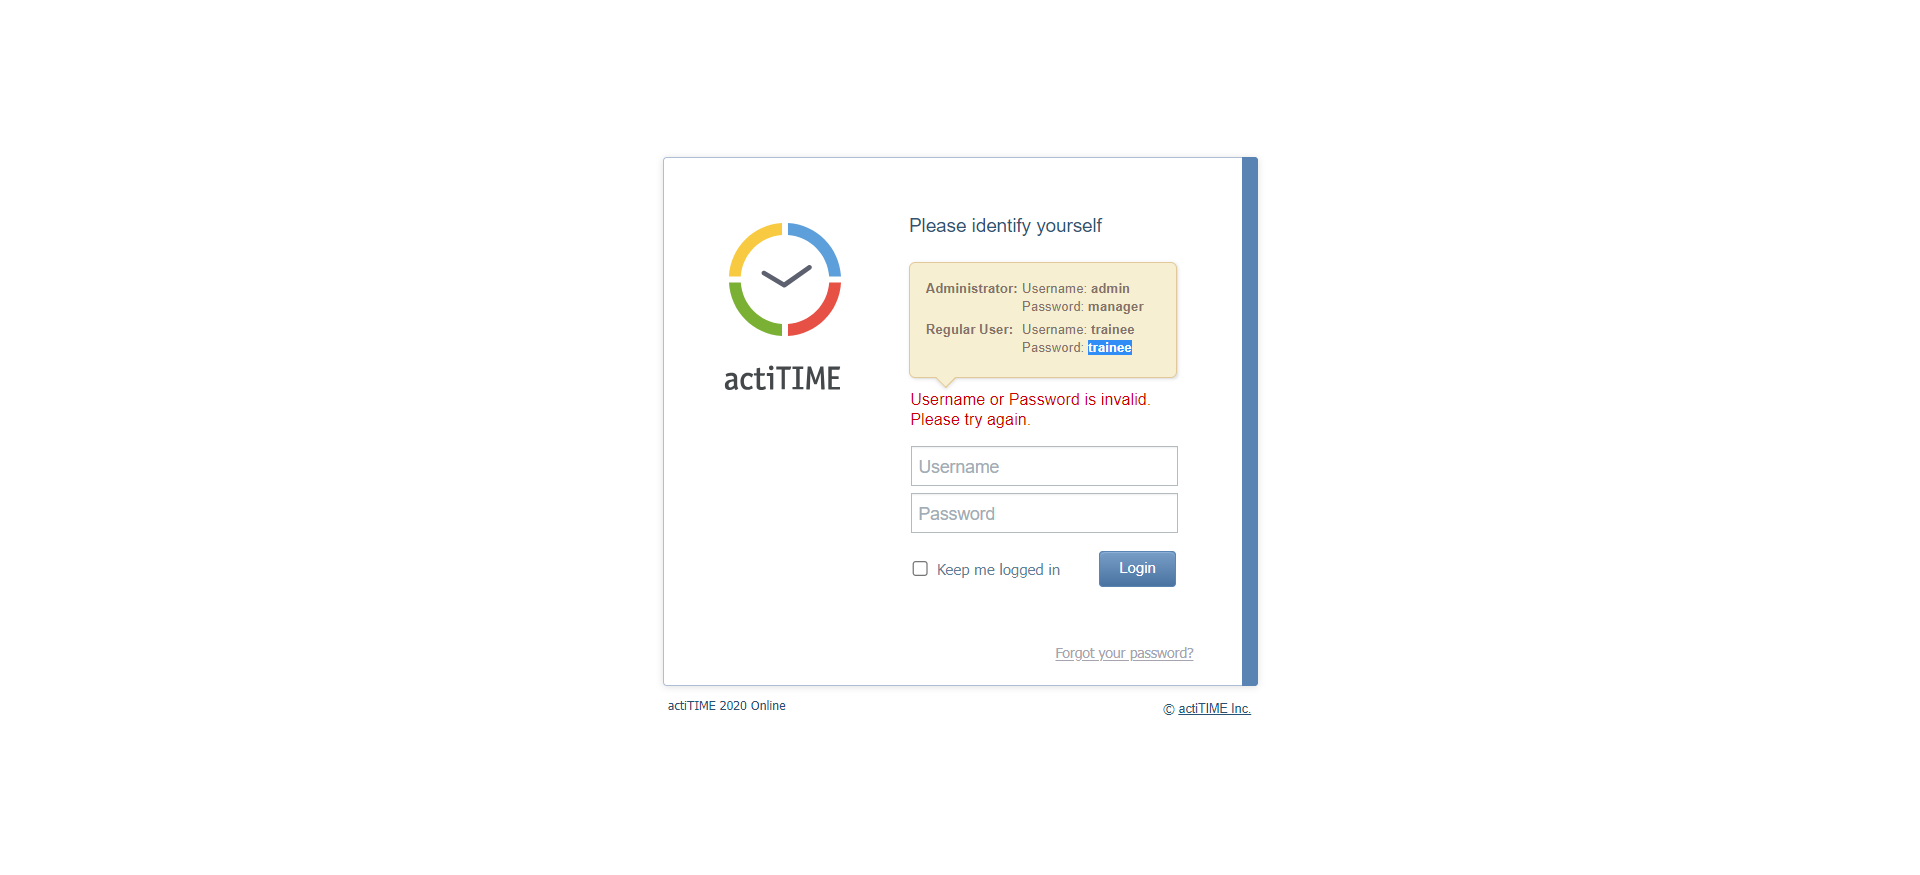 Please identify yourself
Administrator: Username: admin
Password: manager
Regular User: Username: trainee
Password: trainee
actiTIME
Username or Password is invalid.
Please try again.
Username
Password
Keep me logged in
Login
Forgot your password?
actiTIME 2020 Online
© actiTIME Inc.